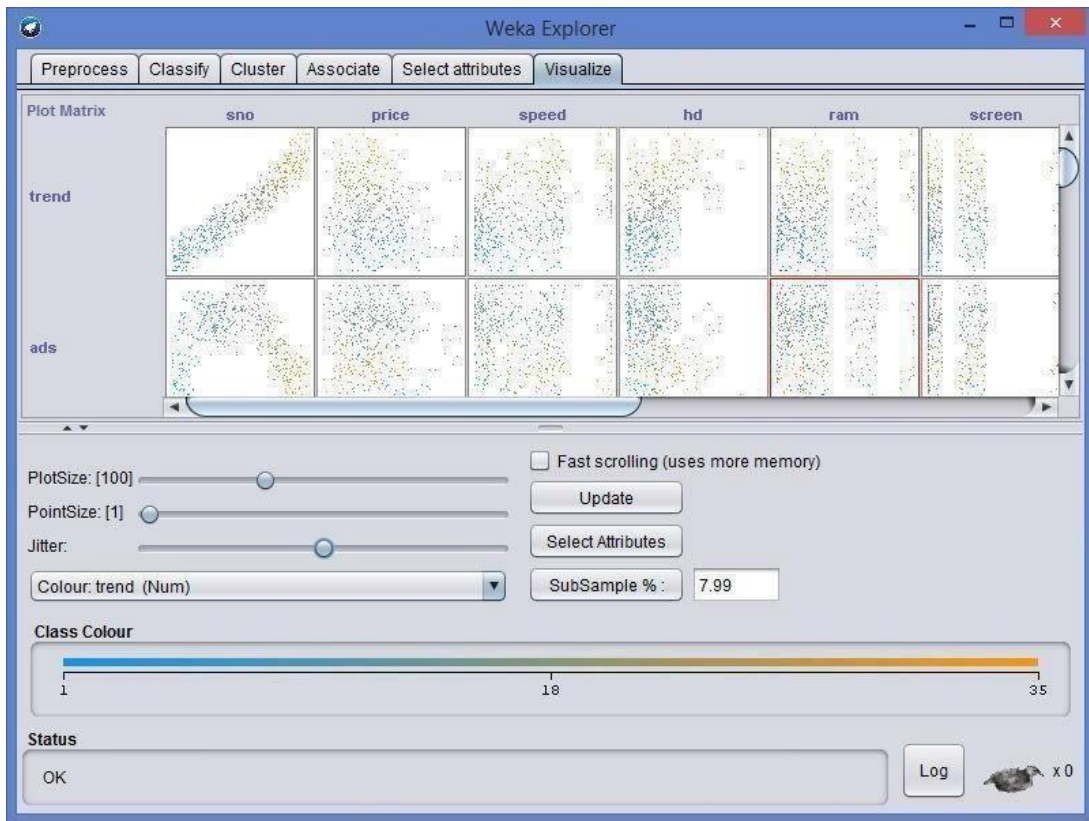 Weka Explorer
Preprocess Classify Cluster Associate Select attributes Visualize
Plot Matrix sno price speed hd ram screen
trend
ads
PlotSize: [100]
Fast scrolling (uses more memory)
Update
PointSize: [1]
Jitter:
Select Attributes
Colour: trend (Num)
SubSample % : 7.99
Class Colour
1 18 35
Status
OK
Log
x 0